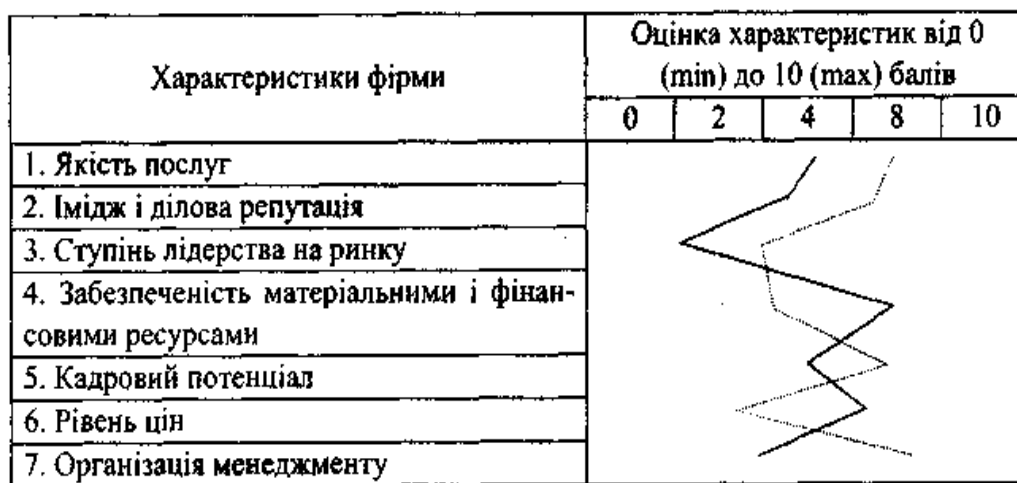 Характеристики фірми
Оцінка характеристик від 0
(min) до 10 (max) балів
0 2 4 8 10
1. Якість послуг
2. Імідж і ділова репутація
3. Ступінь лідерства на ринку
4. Забезпеченість матеріальними і фінан-
совими ресурсами
5. Кадровий потенціал
6. Рівень цін
7. Організація менеджменту